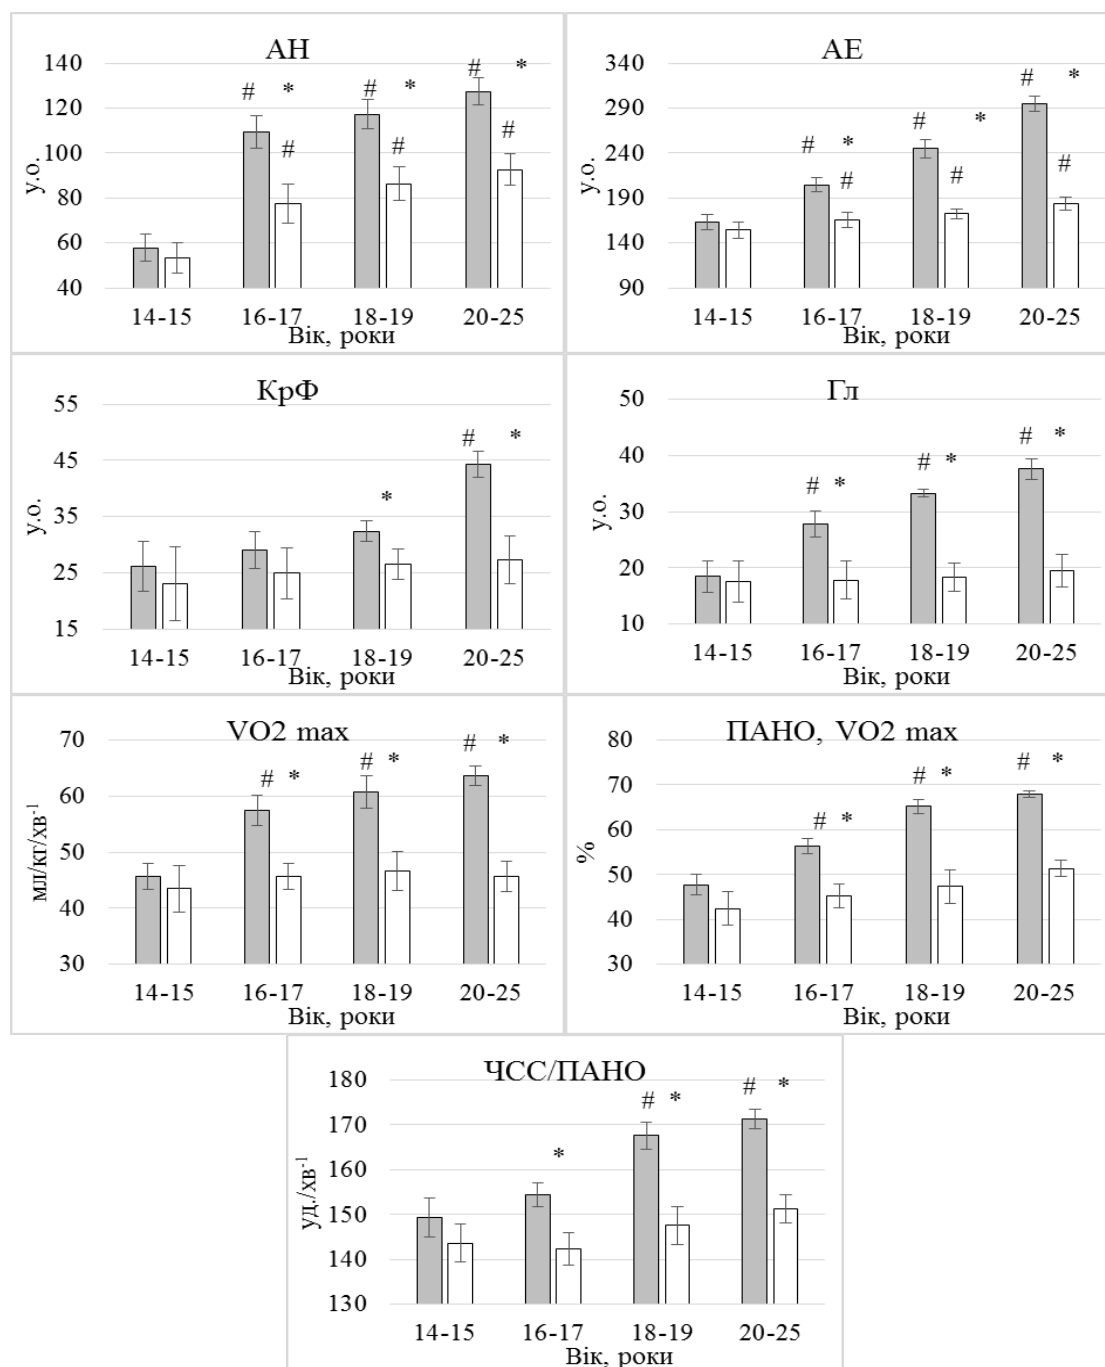 АН
140
120
100
80
60
40
у.о.
# * # * # *
# # #
14-15 16-17 18-19 20-25
Вік, роки
АЕ
340
290
240
190
140
90
у.о.
# * # * # *
# # #
14-15 16-17 18-19 20-25
Вік, роки
КрФ
55
45
35
25
15
у.о.
* # *
14-15 16-17 18-19 20-25
Вік, роки
Гл
50
40
30
20
10
у.о.
# * # * # *
14-15 16-17 18-19 20-25
Вік, роки
VO2 max
70
60
50
40
30
мл/кг/хв-1
# * # * # *
14-15 16-17 18-19 20-25
Вік, роки
ПАНО, VO2 max
80
70
60
50
40
30
%
# * # * # *
14-15 16-17 18-19 20-25
Вік, роки
ЧСС/ПАНО
180
170
160
150
140
130
уд./хв-1
* # * # *
14-15 16-17 18-19 20-25
Вік, роки